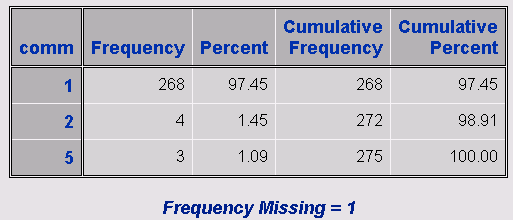 Cumulative Cumulative
comm Frequency Percent Frequency Percent
1 268 97.45 268 97.45
2 4 1.45 272 98.91
5 3 1.09 275 100.00
Frequency Missing = 1